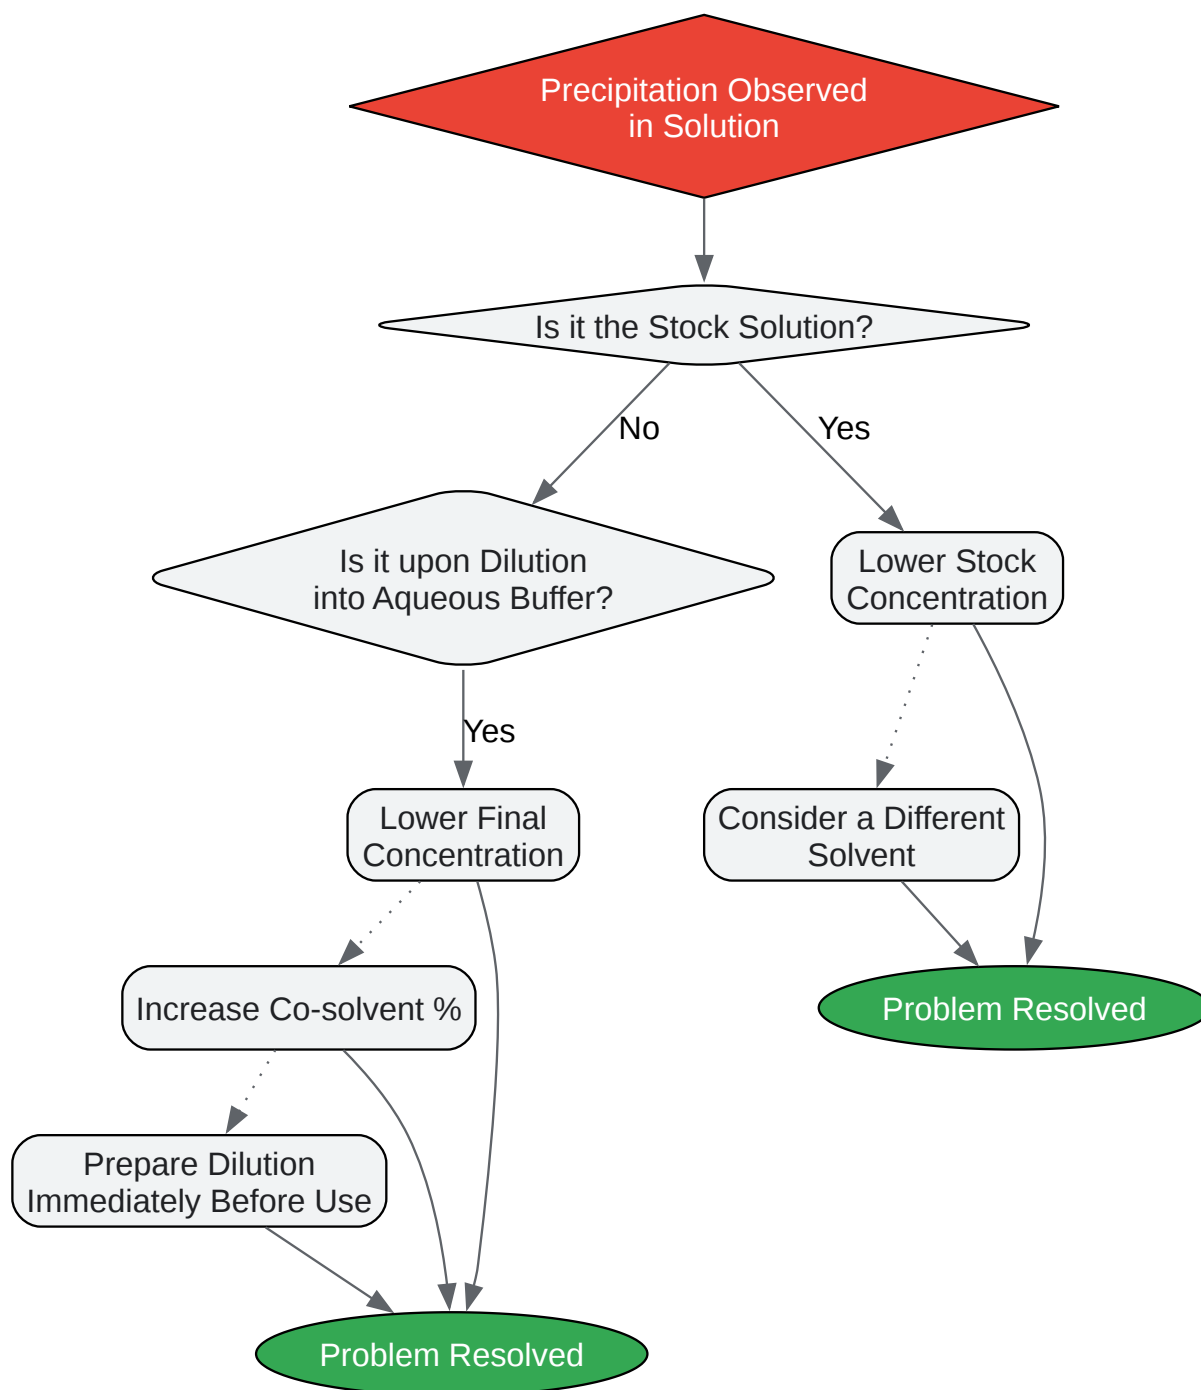 Precipitation Observed
in Solution
Is it the Stock Solution?
No
Yes
Is it upon Dilution
into Aqueous Buffer?
Lower Stock
Concentration
Yes
Lower Final
Concentration
Consider a Different
Solvent
Increase Co-solvent %
Problem Resolved
Prepare Dilution
Immediately Before Use
Problem Resolved